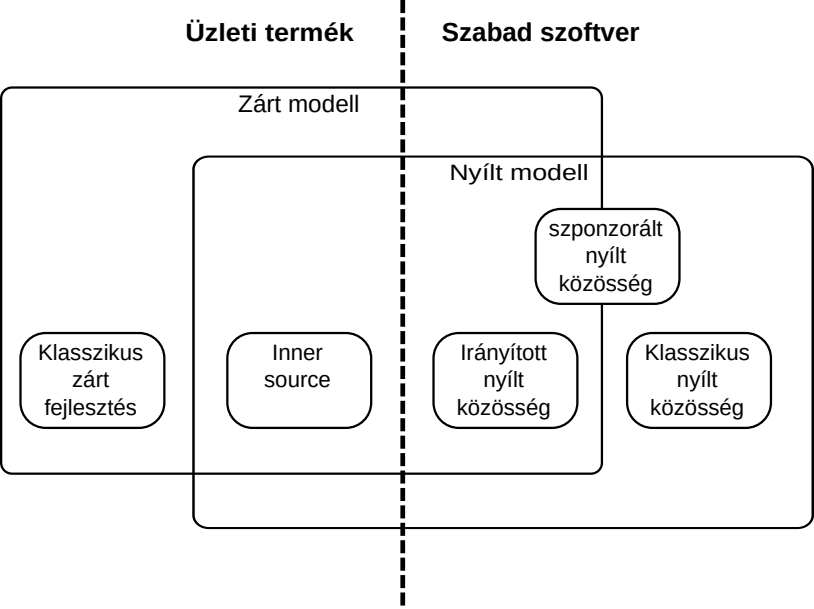 Üzleti termék
Szabad szoftver
Zárt modell
Nyílt modell
szponzorált
nyílt
közösség
Klasszikus
zárt
fejlesztés
Inner
source
Irányított
nyílt
közösség
Klasszikus
nyílt
közösség